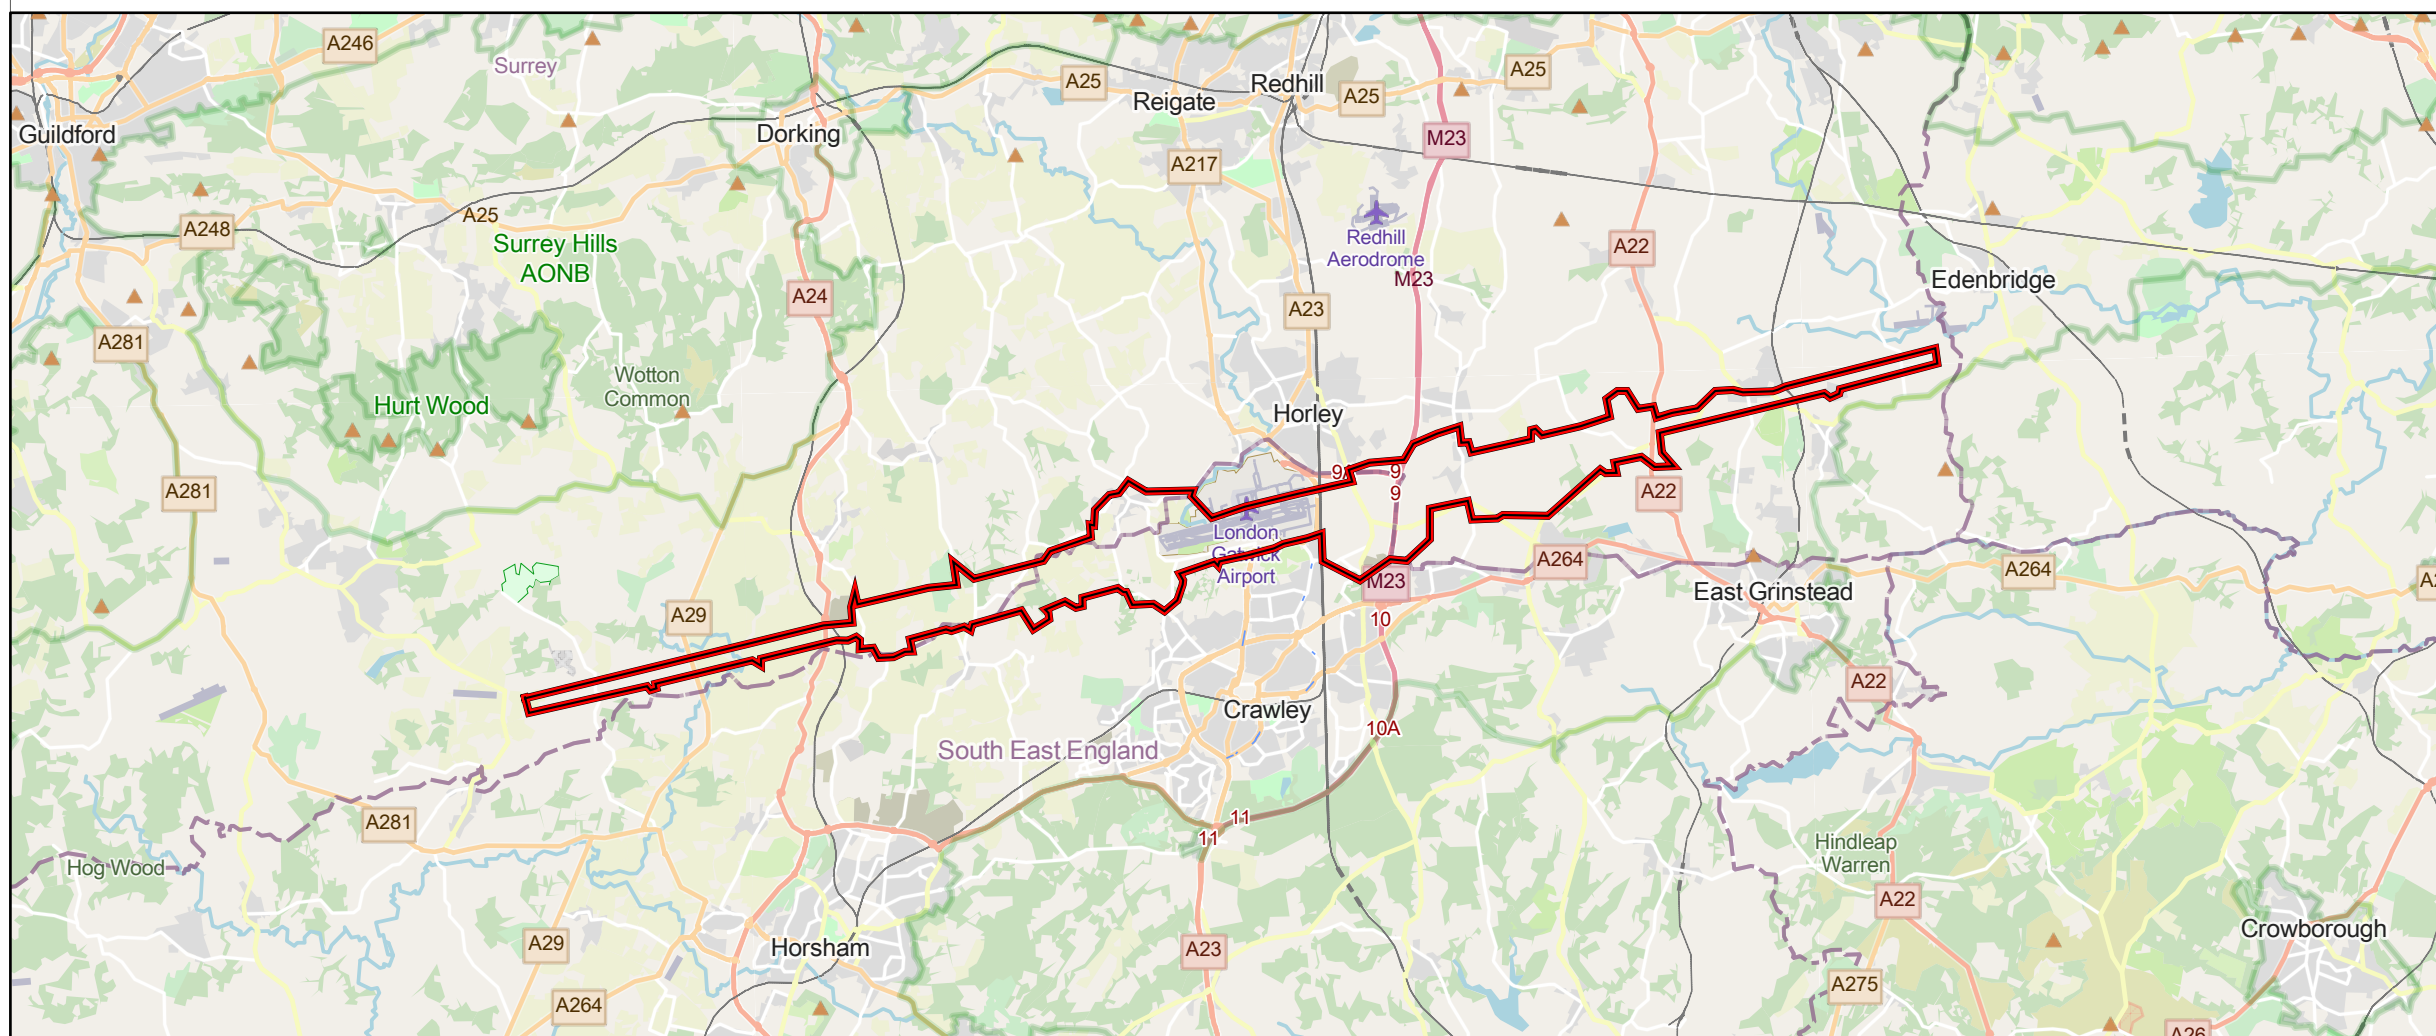 A246
Surrey
A25
A25
A25
Redhill
Reigate
Guildford
Dorking
M23
A217
A25
A248
Surrey Hills
AONB
Redhill
Aerodrome
M23
A22
Edenbridge
A24
A23
A281
Wotton
Common
Hurt Wood
Horley
9
9
9
A281
A22
London
Gatwick
Airport
A264
M23
A264
East Grinstead
A29
10
A22
Crawley
10A
South East England
A281
11
11
Hog Wood
Hindleap
Warren
A22
A29
Horsham
A23
Crowborough
A275
A264
A26